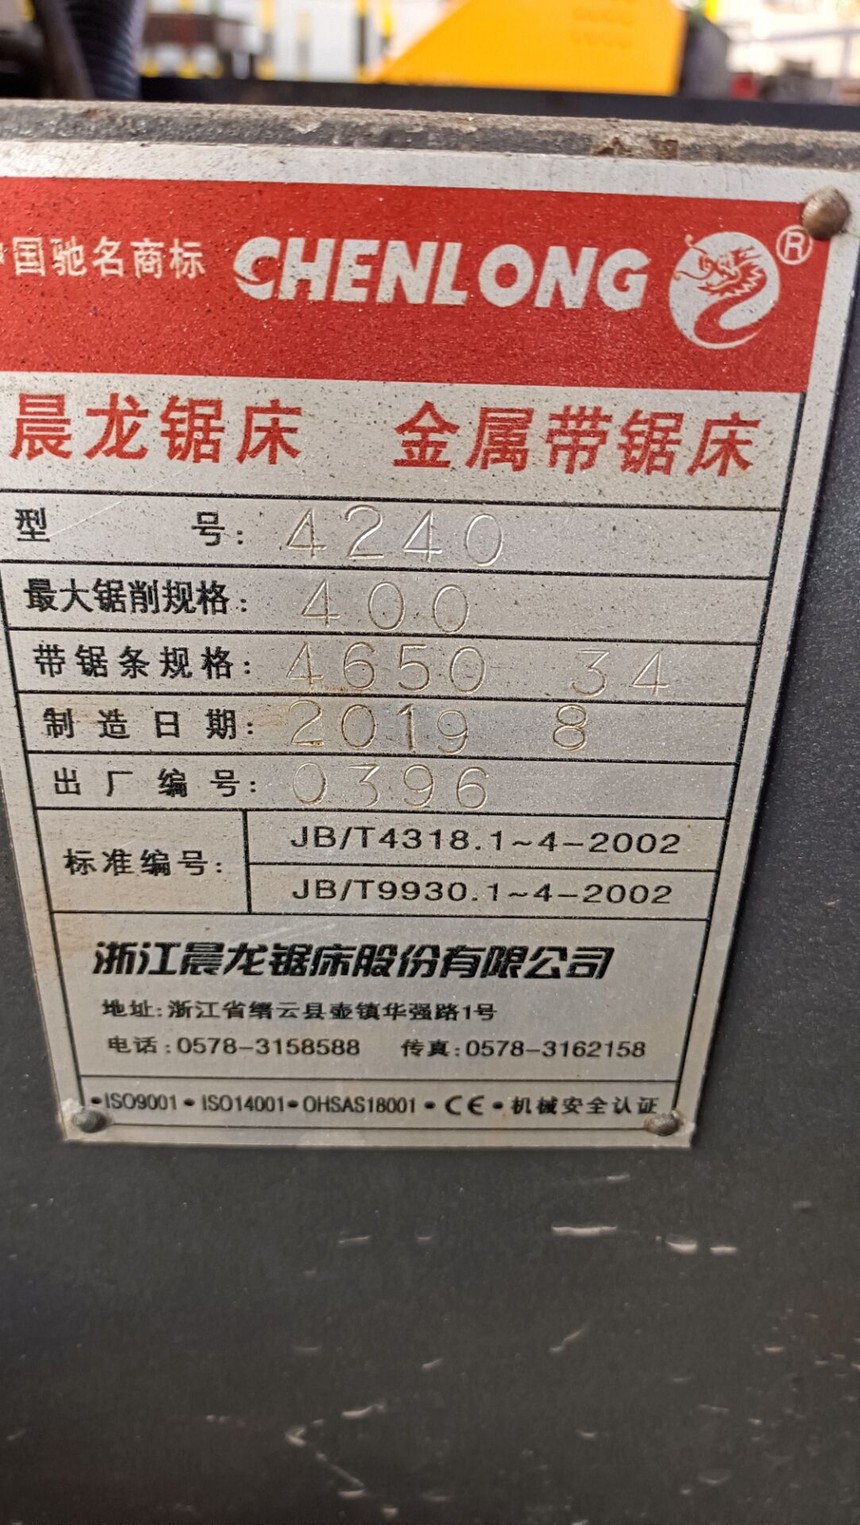 中国驰名商标 CHENLONG ®
晨龙锯床 金属带锯床
型号: 4240
最大锯削规格: 400
带锯条规格: 4650 34
制造日期: 2019 8
出厂编号: 0396
标准编号: JB/T4318.1~4-2002
JB/T9930.1~4-2002
浙江晨龙锯床股份有限公司
地址:浙江省缙云县壶镇华强路1号
电话:0578-3158588 传真:0578-3162158
•ISO9001•ISO14001•OHSAS18001•CE•机械安全认证